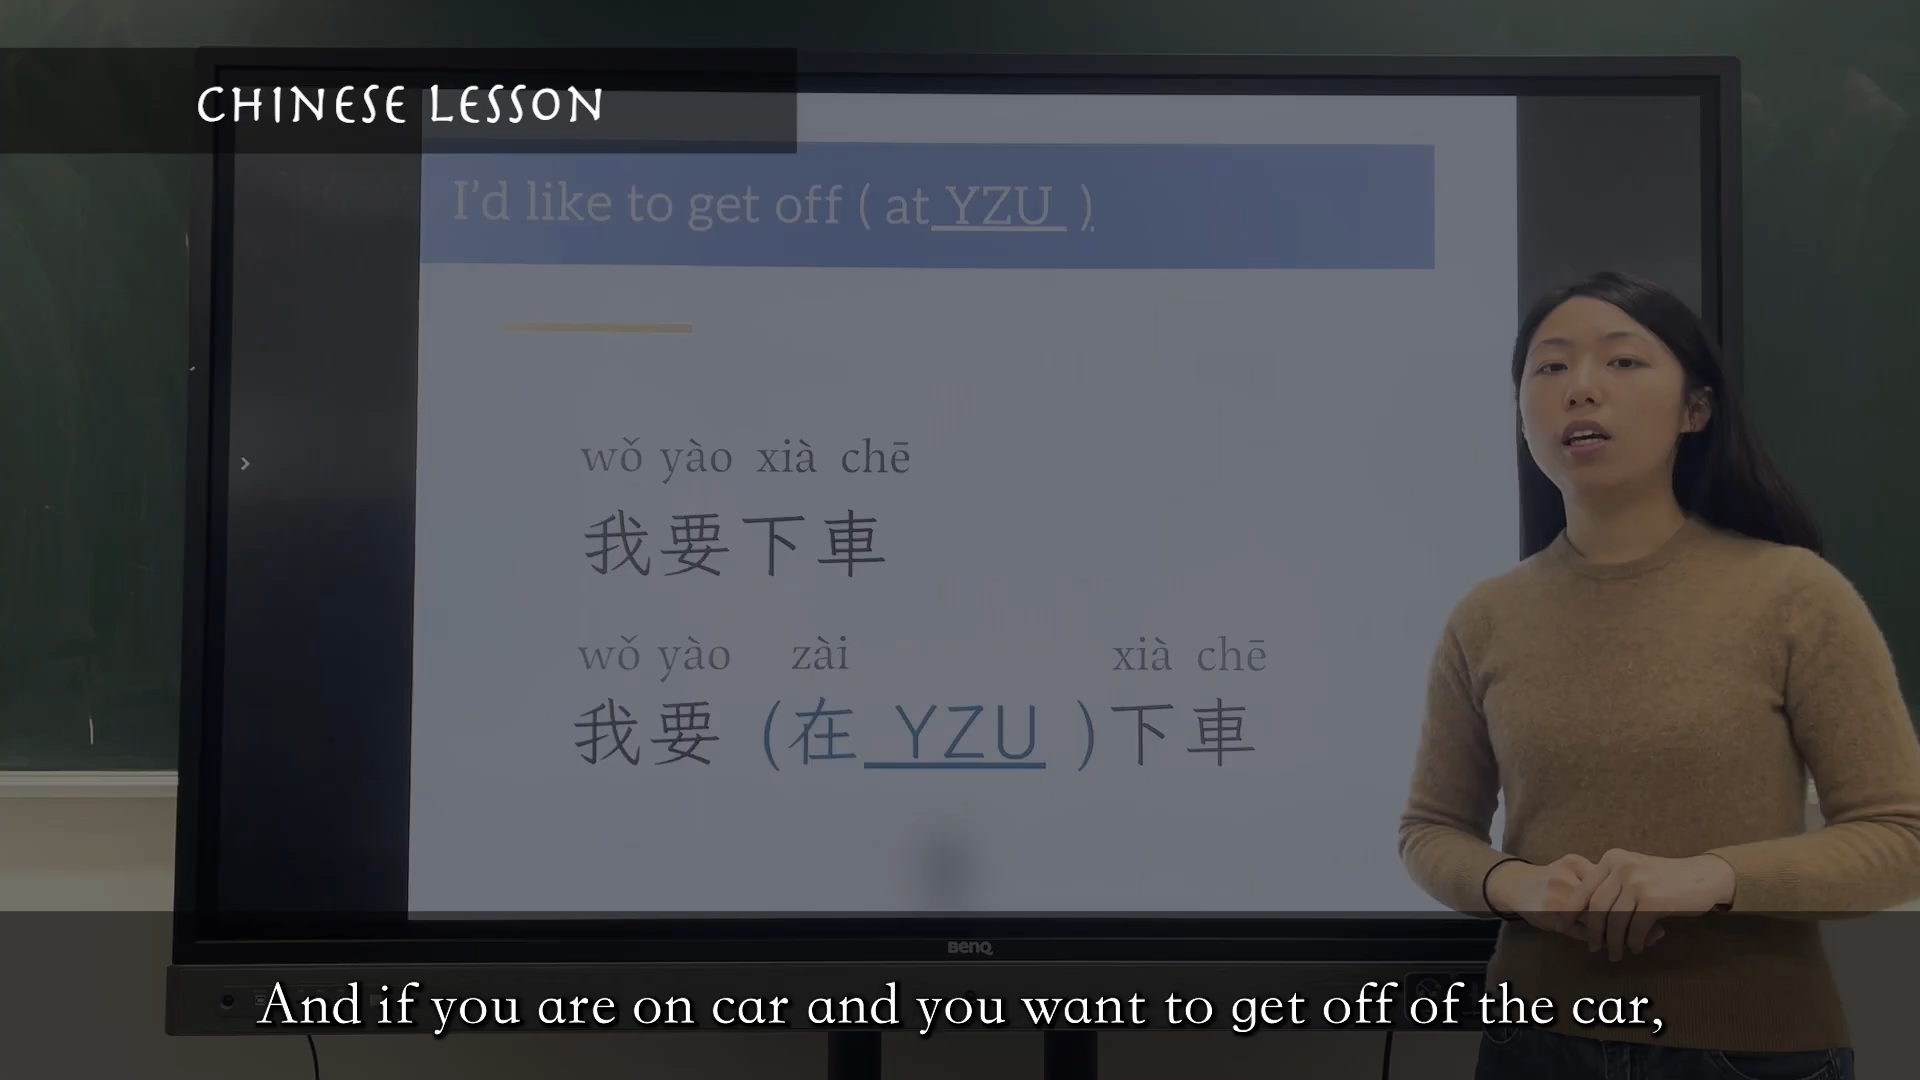 CHINESE LESSON
I'd like to get off ( at YZU ).
wǒ yào xià chē
我要下車
wǒ yào zài xià chē
我要 (在 YZU )下車
BenQ
And if you are on car and you want to get off of the car,